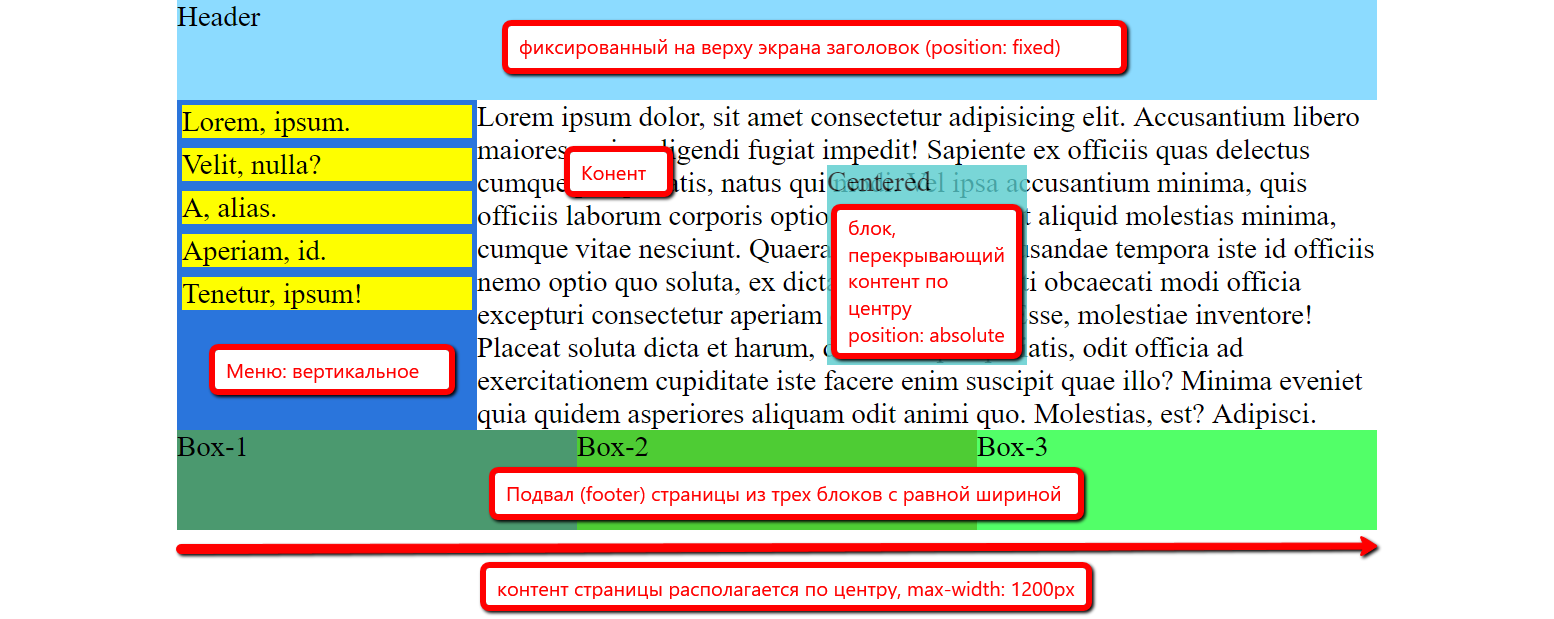 Header
фиксированный на верху экрана заголовок (position: fixed)
Lorem, ipsum.
Velit, nulla?
A, alias.
Aperiam, id.
Tenetur, ipsum!
Меню: вертикальное
Lorem ipsum dolor, sit amet consectetur adipisicing elit. Accusantium libero
maiores ligendi fugiat impedit! Sapiente ex officiis quas delectus
Конент
cumque atis, natus qui Vel ipsa accusantium minima, quis
Centered
officiis laborum corporis optio t aliquid molestias minima,
cumque vitae nesciunt. Quaera usandae tempora iste id officiis
nemo optio quo soluta, ex dicta ti obcaecati modi officia
excepturi consectetur aperiam sse, molestiae inventore!
Placeat soluta dicta et harum, atis, odit officia ad
exercitationem cupiditate iste facere enim suscipit quae illo? Minima eveniet
quia quidem asperiores aliquam odit animi quo. Molestias, est? Adipisci.
блок,
перекрывающий
контент по
центру
position: absolute
Box-1
Box-2
Box-3
Подвал (footer) страницы из трех блоков с равной шириной
контент страницы располагается по центру, max-width: 1200px